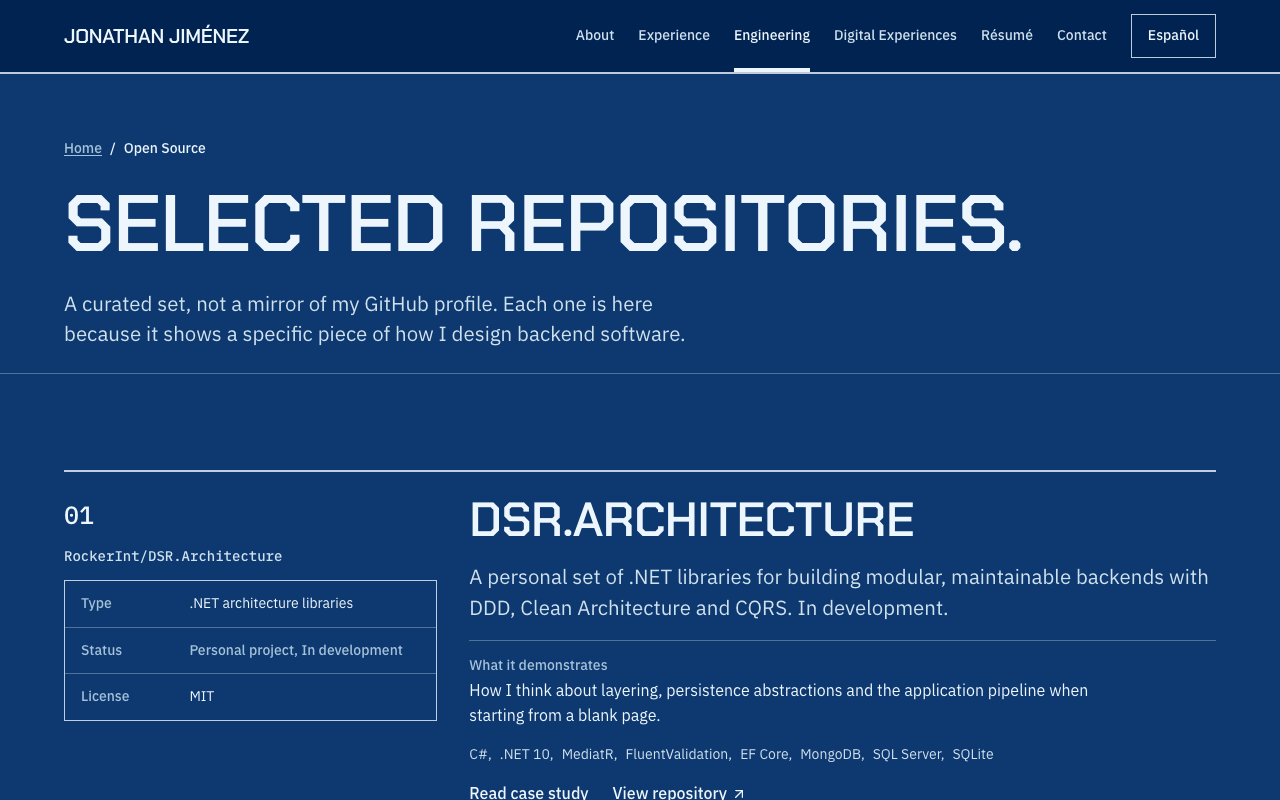 JONATHAN JIMÉNEZ
About Experience Engineering Digital Experiences Résumé Contact Español
Home / Open Source
SELECTED REPOSITORIES.
A curated set, not a mirror of my GitHub profile. Each one is here
because it shows a specific piece of how I design backend software.
01
RockerInt/DSR.Architecture
Type .NET architecture libraries
Status Personal project, In development
License MIT
DSR.ARCHITECTURE
A personal set of .NET libraries for building modular, maintainable backends with
DDD, Clean Architecture and CQRS. In development.
What it demonstrates
How I think about layering, persistence abstractions and the application pipeline when
starting from a blank page.
C#, .NET 10, MediatR, FluentValidation, EF Core, MongoDB, SQL Server, SQLite
Read case study View repository ↗